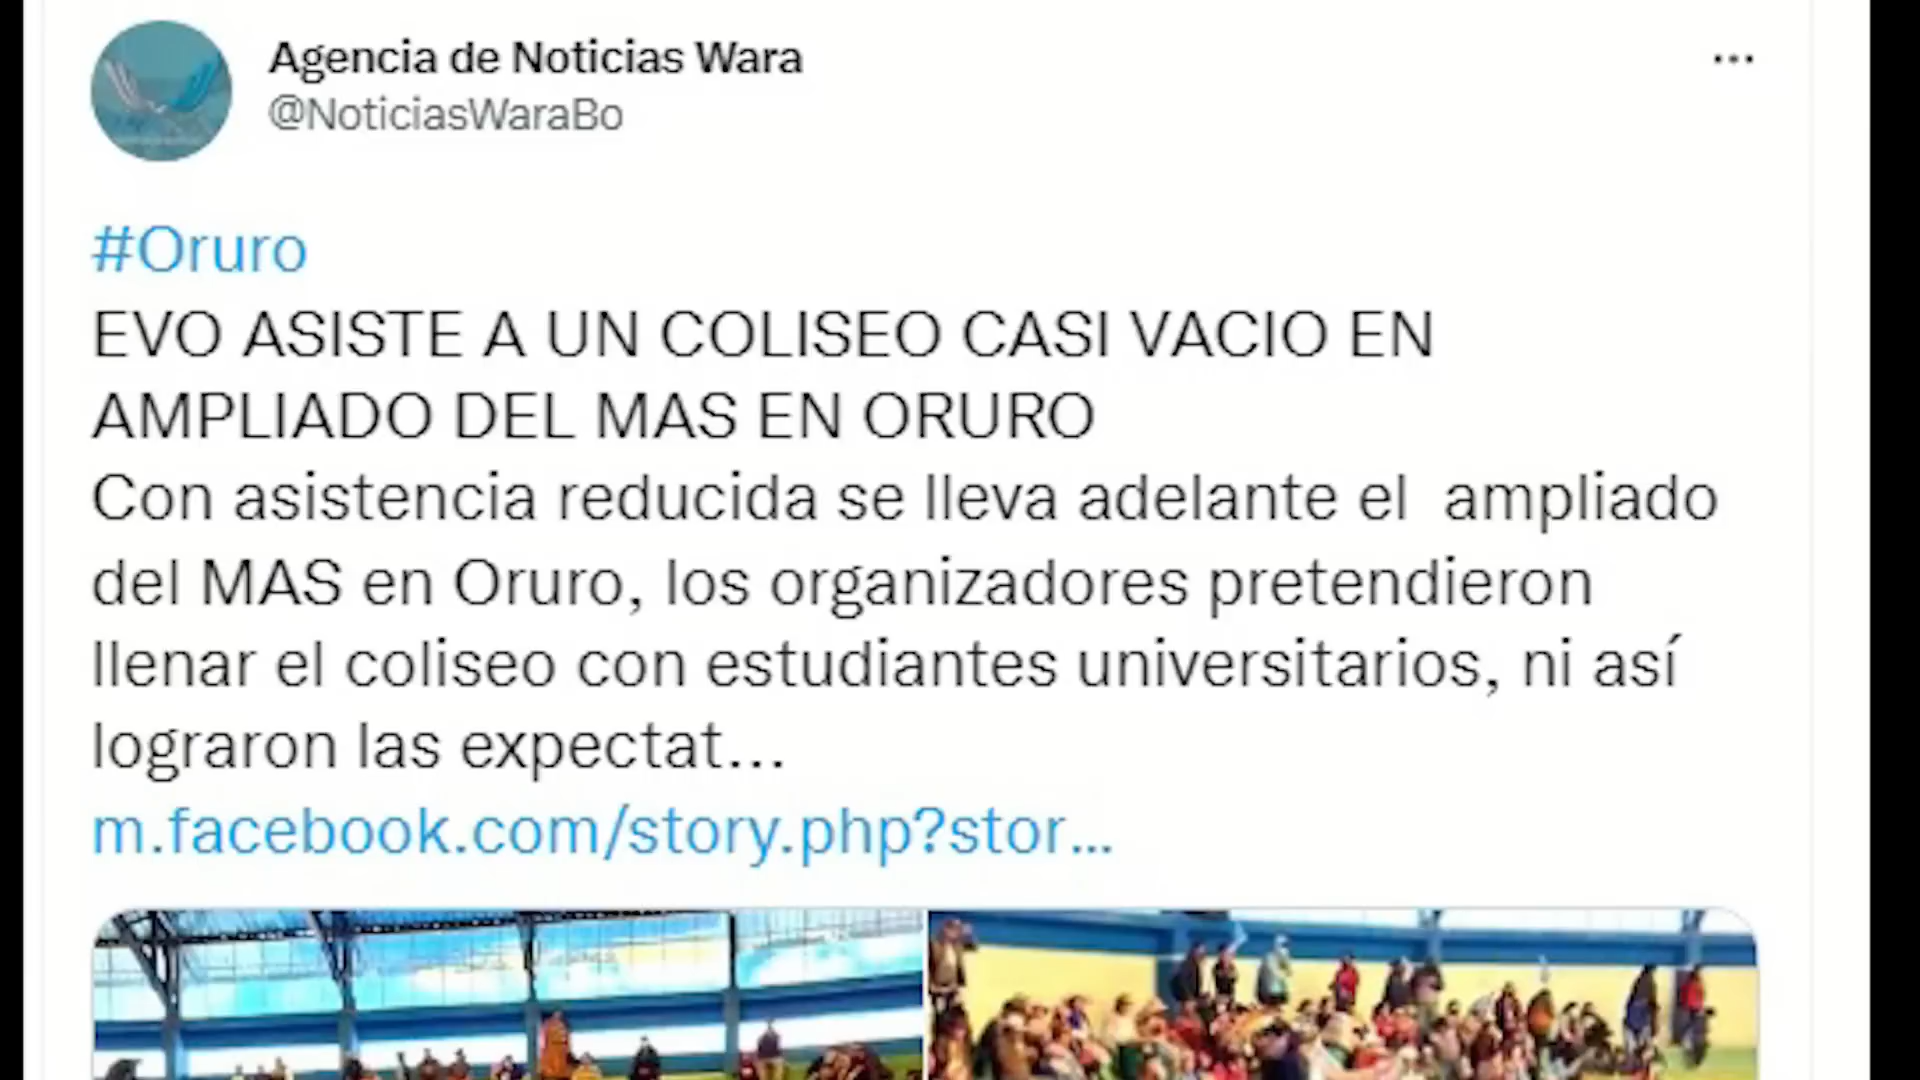 Agencia de Noticias Wara
@NoticiasWaraBo
#Oruro
EVO ASISTE A UN COLISEO CASI VACIO EN
AMPLIADO DEL MAS EN ORURO
Con asistencia reducida se lleva adelante el ampliado
del MAS en Oruro, los organizadores pretendieron
llenar el coliseo con estudiantes universitarios, ni así
lograron las expectat...
m.facebook.com/story.php?stor...